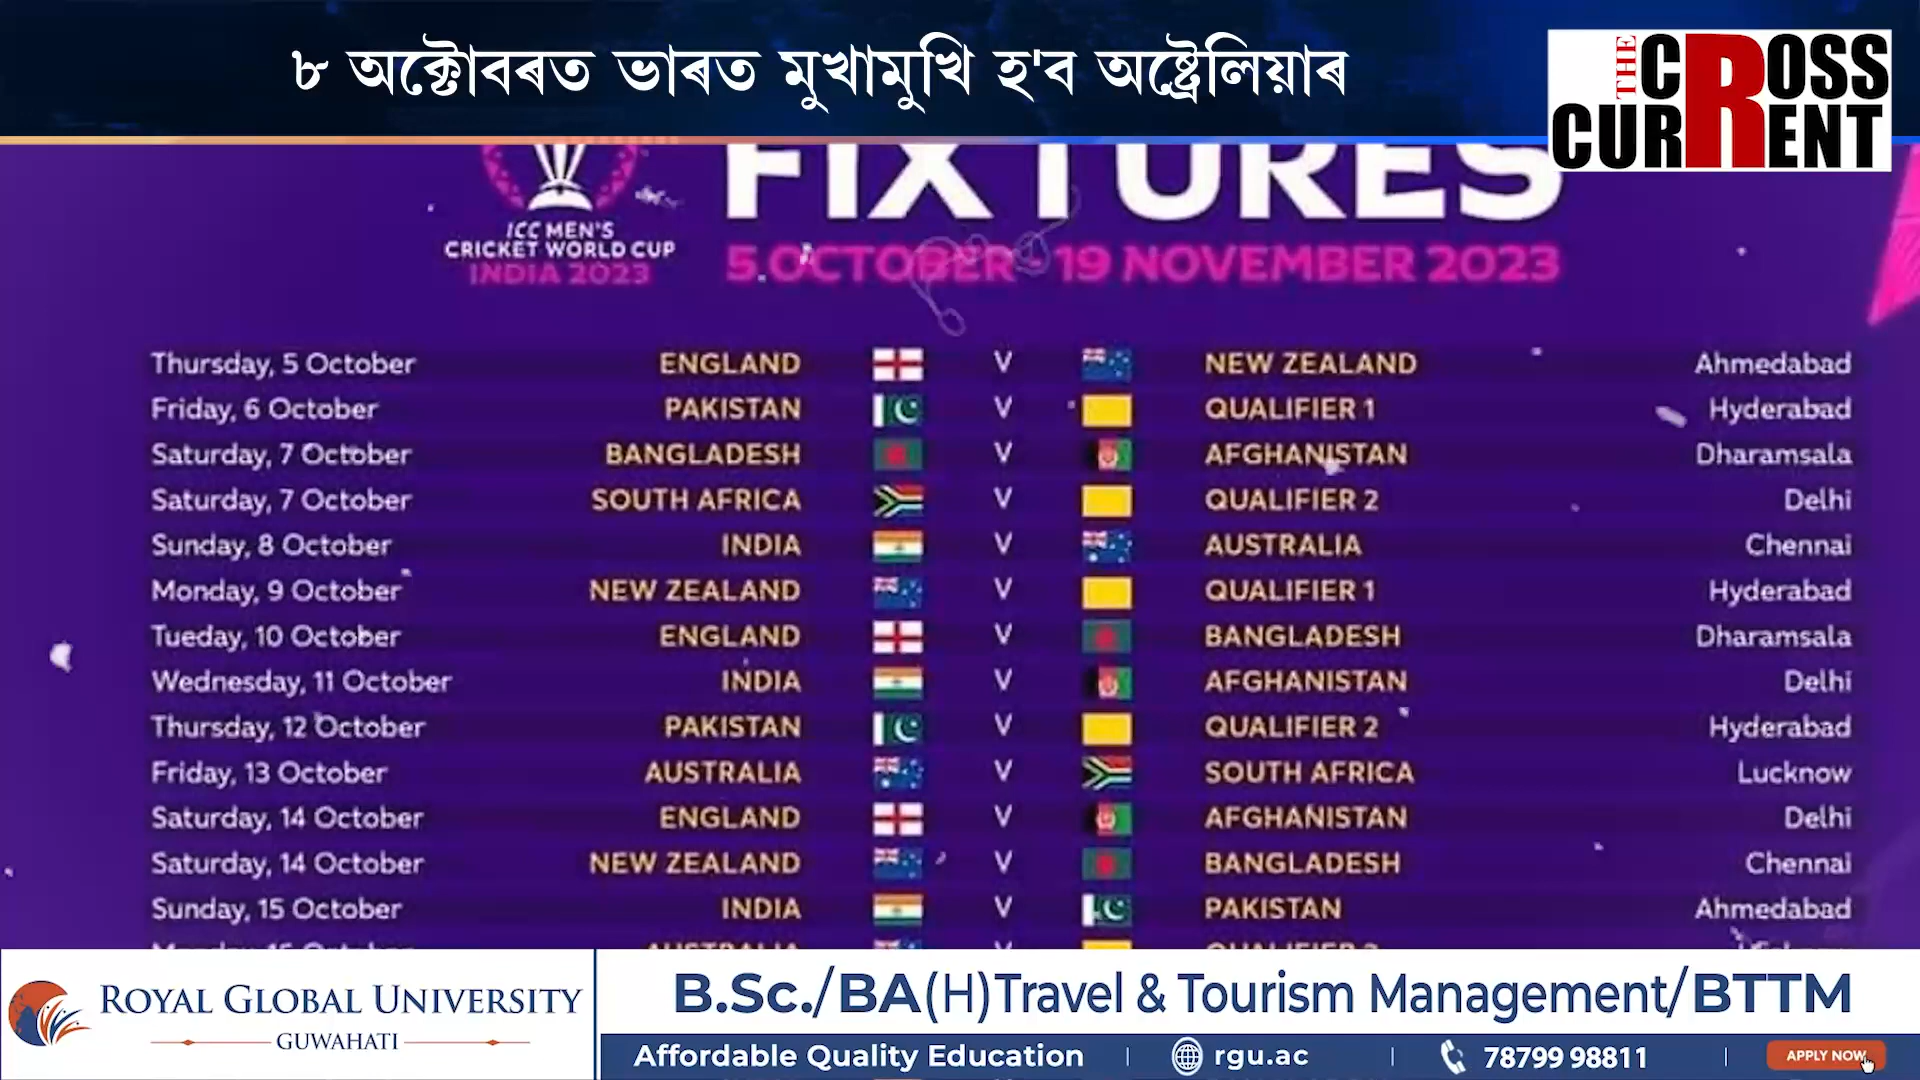 ৮ অক্টোবৰত ভাৰত মুখামুখি হ'ব অষ্ট্ৰেলিয়াৰ
THE CROSS
CURRENT
FIXTURES
ICC MEN'S
CRICKET WORLD CUP
INDIA 2023
5 OCTOBER - 19 NOVEMBER 2023
Thursday, 5 October ENGLAND V NEW ZEALAND Ahmedabad
Friday, 6 October PAKISTAN V QUALIFIER 1 Hyderabad
Saturday, 7 October BANGLADESH V AFGHANISTAN Dharamsala
Saturday, 7 October SOUTH AFRICA V QUALIFIER 2 Delhi
Sunday, 8 October INDIA V AUSTRALIA Chennai
Monday, 9 October NEW ZEALAND V QUALIFIER 1 Hyderabad
Tueday, 10 October ENGLAND V BANGLADESH Dharamsala
Wednesday, 11 October INDIA V AFGHANISTAN Delhi
Thursday, 12 October PAKISTAN V QUALIFIER 2 Hyderabad
Friday, 13 October AUSTRALIA V SOUTH AFRICA Lucknow
Saturday, 14 October ENGLAND V AFGHANISTAN Delhi
Saturday, 14 October NEW ZEALAND V BANGLADESH Chennai
Sunday, 15 October INDIA V PAKISTAN Ahmedabad
ROYAL GLOBAL UNIVERSITY
GUWAHATI
B.Sc./BA(H)Travel & Tourism Management/BTTM
Affordable Quality Education rgu.ac 78799 98811 APPLY NOW